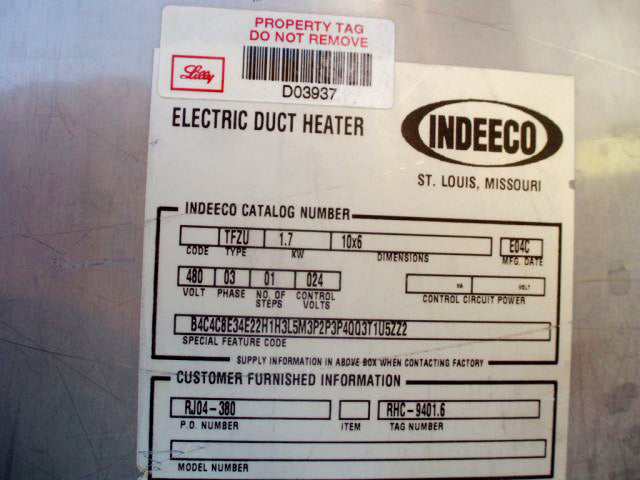 PROPERTY TAG
DO NOT REMOVE
Lilly
D03937
ELECTRIC DUCT HEATER
INDEECO
ST. LOUIS, MISSOURI
INDEECO CATALOG NUMBER
TFZU 1.7 10x6 E04C
CODE TYPE KW DIMENSIONS MFG. DATE
480 03 01 024 VA VOLT
VOLT PHASE NO. OF STEPS CONTROL VOLTS CONTROL CIRCUIT POWER
B4C4C8E34E22H1H3L5M3P2P3P4QQ3T1U5ZZ2
SPECIAL FEATURE CODE
SUPPLY INFORMATION IN ABOVE BOX WHEN CONTACTING FACTORY
CUSTOMER FURNISHED INFORMATION
RJ04-380 RHC-9401.6
P.O. NUMBER ITEM TAG NUMBER
MODEL NUMBER